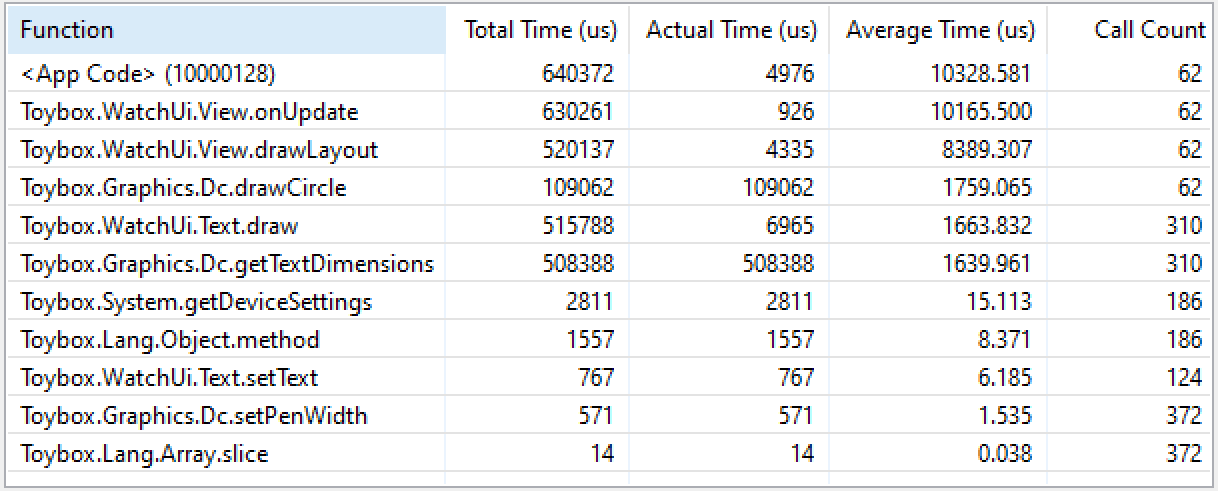 Function Total Time (us) Actual Time (us) Average Time (us) Call Count
<App Code> (10000128) 640372 4976 10328.581 62
Toybox.WatchUi.View.onUpdate 630261 926 10165.500 62
Toybox.WatchUi.View.drawLayout 520137 4335 8389.307 62
Toybox.Graphics.Dc.drawCircle 109062 109062 1759.065 62
Toybox.WatchUi.Text.draw 515788 6965 1663.832 310
Toybox.Graphics.Dc.getTextDimensions 508388 508388 1639.961 310
Toybox.System.getDeviceSettings 2811 2811 15.113 186
Toybox.Lang.Object.method 1557 1557 8.371 186
Toybox.WatchUi.Text.setText 767 767 6.185 124
Toybox.Graphics.Dc.setPenWidth 571 571 1.535 372
Toybox.Lang.Array.slice 14 14 0.038 372